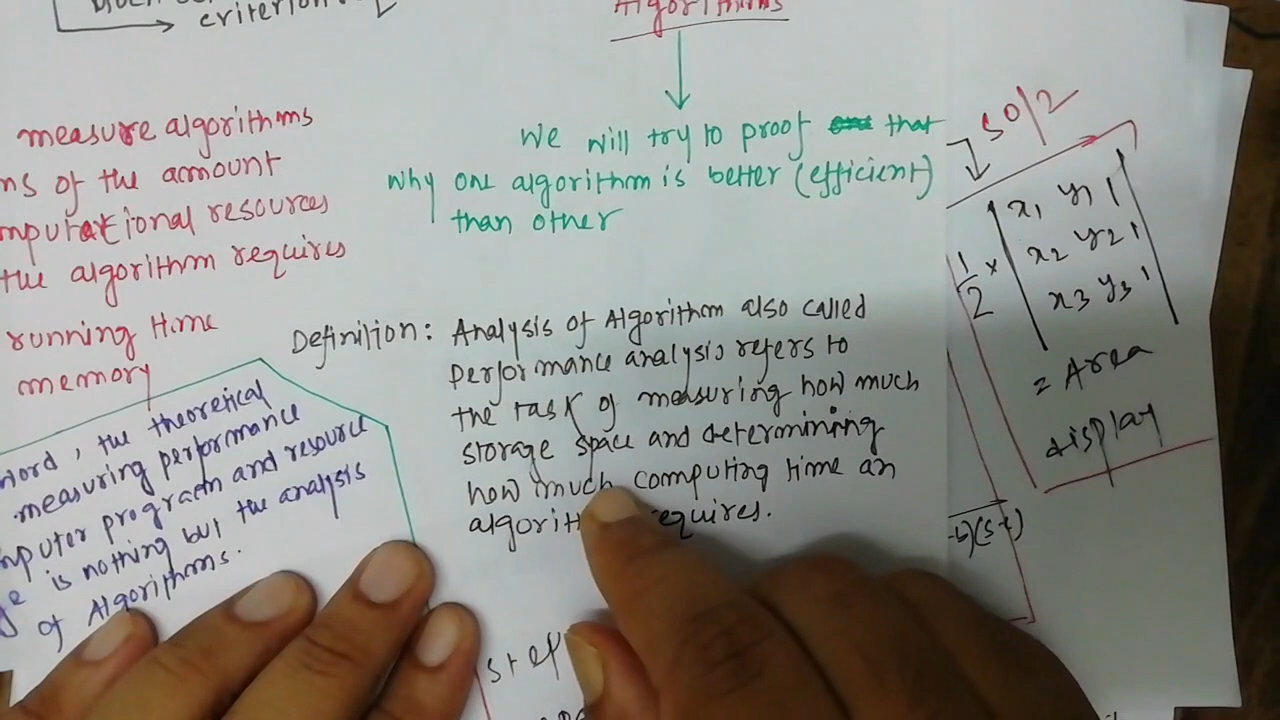 criterion
Algorithms
We will try to proof that
why one algorithm is better (efficient)
than other
measure algorithms
of the amount
computational resources
the algorithm requires
running time
memory
Definition: Analysis of Algorithm also called
performance analysis refers to
the task of measuring how much
storage space and determining
how much computing time an
algorith equires.
word, the theoretical
measuring performance
program and resource
is nothing but the analysis
of Algorithms.
sol 2
1/2 × | x1 y1 1
x2 y2 1
x3 y3 1 |
= Area
display
step